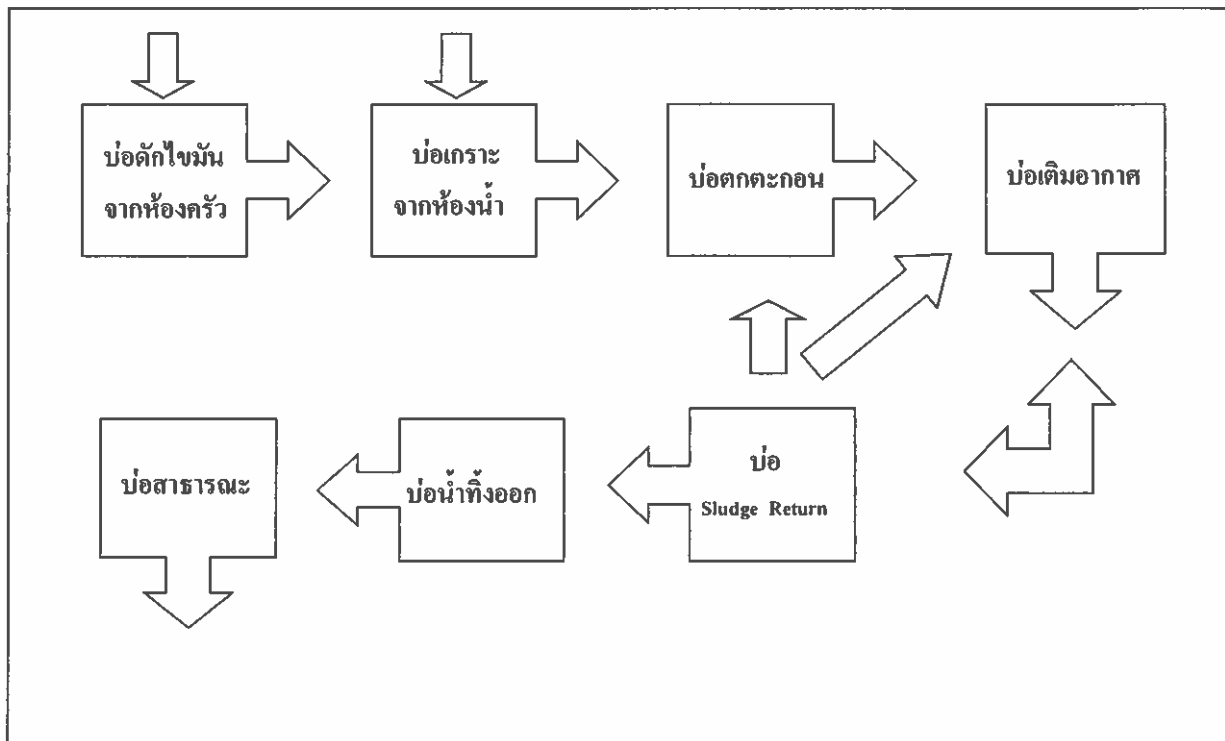 บ่อดักไขมัน
จากห้องครัว
บ่อเกราะ
จากห้องน้ำ
บ่อตกตะกอน
บ่อเติมอากาศ
บ่อสาธารณะ
บ่อน้ำทิ้งออก
บ่อ
Sludge Return